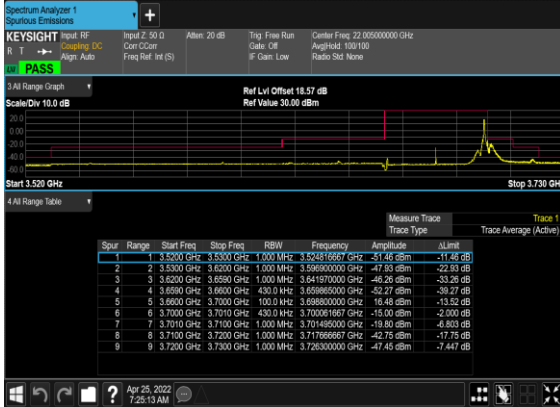 Spectrum Analyzer 1
Spurious Emissions
KEYSIGHT
R T
LXI
PASS
Input: RF
Coupling: DC
Align: Auto
Input Z: 50 Ω
Corr CCorr
Freq Ref: Int (S)
Atten: 20 dB
Trig: Free Run
Gate: Off
IF Gain: Low
Center Freq: 22.005000000 GHz
Avg|Hold: 100/100
Radio Std: None
3 All Range Graph
Scale/Div 10.0 dB
Ref Lvl Offset 18.57 dB
Ref Value 30.00 dBm
20.0
0.00
-20.0
-40.0
-60.0
Start 3.520 GHz
Stop 3.730 GH
4 All Range Table
Measure Trace Trace 1
Trace Type Trace Average (Active)
Spur Range Start Freq Stop Freq RBW Frequency Amplitude ΔLimit
1 1 3.5200 GHz 3.5300 GHz 1.000 MHz 3.524816667 GHz -51.46 dBm -11.46 dB
2 2 3.5300 GHz 3.6200 GHz 1.000 MHz 3.596900000 GHz -47.93 dBm -22.93 dB
3 3 3.6200 GHz 3.6590 GHz 1.000 MHz 3.641970000 GHz -46.26 dBm -33.26 dB
4 4 3.6590 GHz 3.6600 GHz 430.0 kHz 3.659865000 GHz -52.27 dBm -39.27 dB
5 5 3.6600 GHz 3.7000 GHz 100.0 kHz 3.698800000 GHz 16.48 dBm -13.52 dB
6 6 3.7000 GHz 3.7010 GHz 430.0 kHz 3.700061667 GHz -15.00 dBm -2.000 dB
7 7 3.7010 GHz 3.7100 GHz 1.000 MHz 3.701495000 GHz -19.80 dBm -6.803 dB
8 8 3.7100 GHz 3.7200 GHz 1.000 MHz 3.717666667 GHz -42.75 dBm -17.75 dB
9 9 3.7200 GHz 3.7300 GHz 1.000 MHz 3.726300000 GHz -47.45 dBm -7.447 dB
Apr 25, 2022
7:25:13 AM